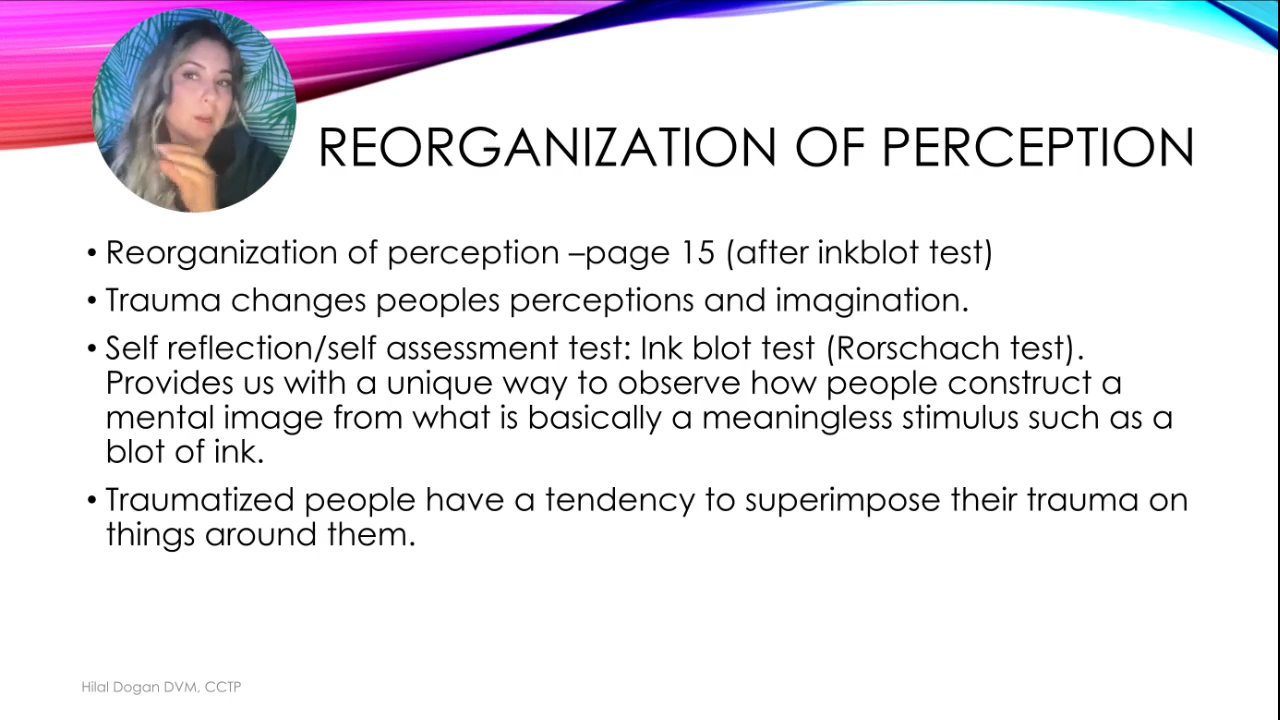 REORGANIZATION OF PERCEPTION
• Reorganization of perception –page 15 (after inkblot test)
• Trauma changes peoples perceptions and imagination.
• Self reflection/self assessment test: Ink blot test (Rorschach test).
Provides us with a unique way to observe how people construct a
mental image from what is basically a meaningless stimulus such as a
blot of ink.
• Traumatized people have a tendency to superimpose their trauma on
things around them.
Hilal Dogan DVM, CCTP